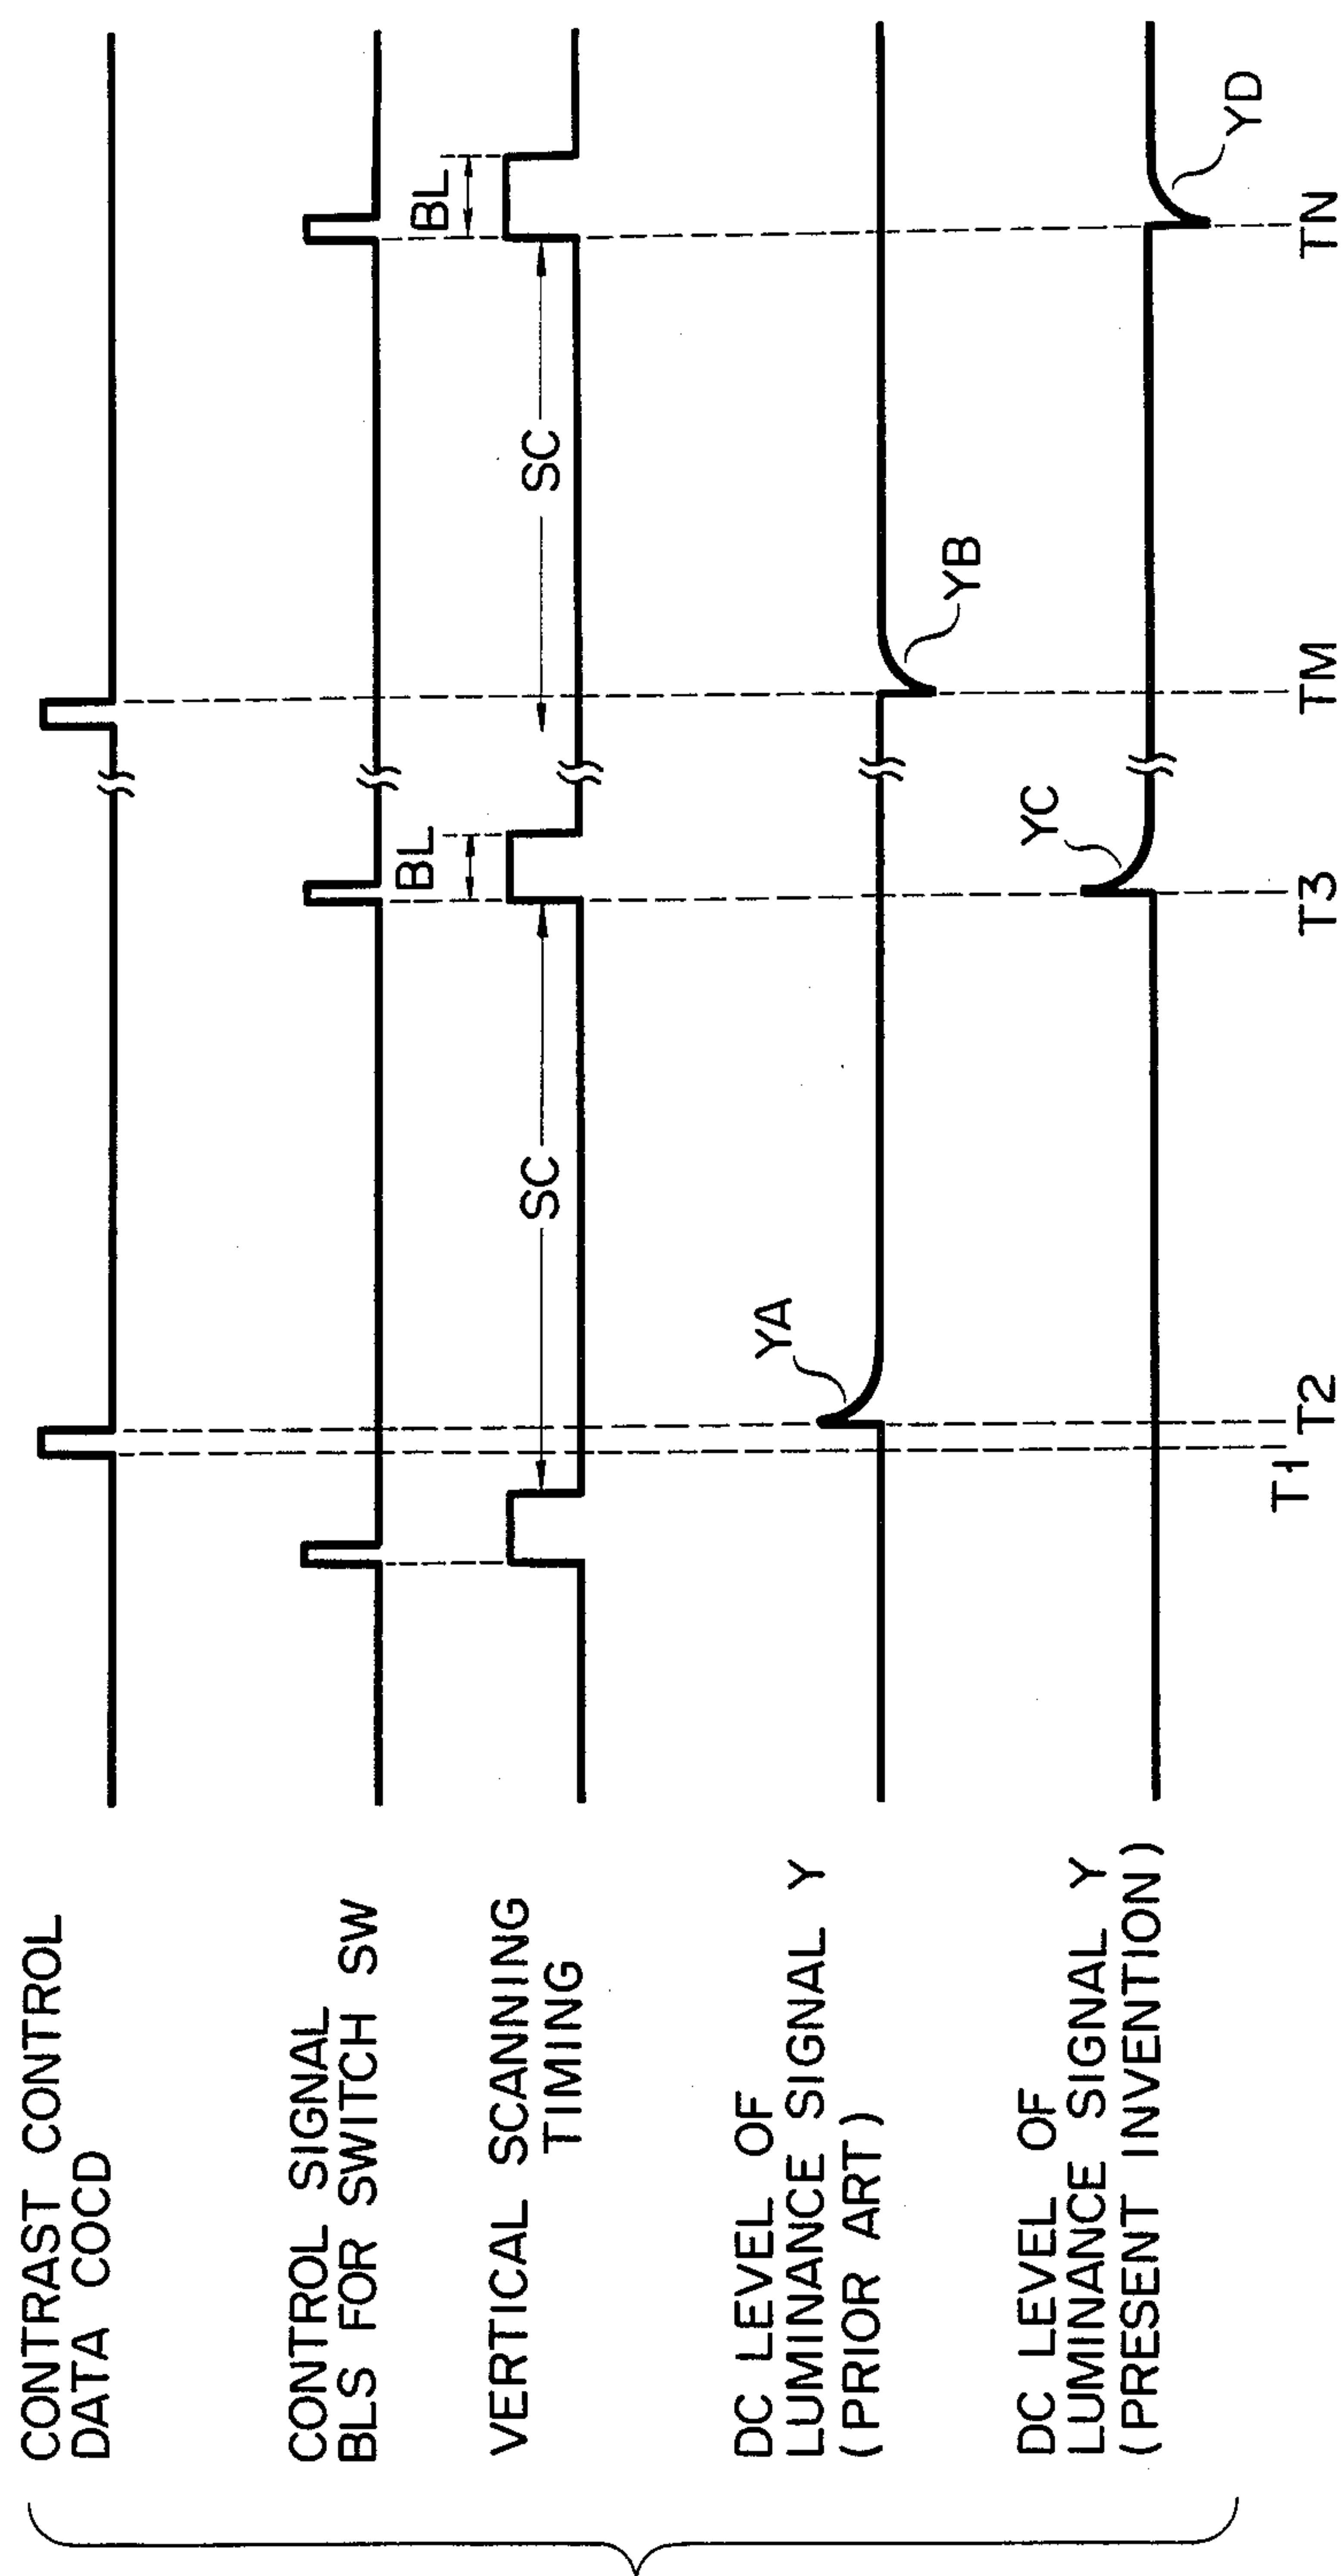 CONTRAST CONTROL
DATA COCD
CONTROL SIGNAL
BLS FOR SWITCH SW
BL
BL
VERTICAL SCANNING
TIMING
SC
SC
DC LEVEL OF
LUMINANCE SIGNAL Y
(PRIOR ART)
YA
YB
DC LEVEL OF
LUMINANCE SIGNAL Y
(PRESENT INVENTION)
YC
YD
T1
T2
T3
TM
TN